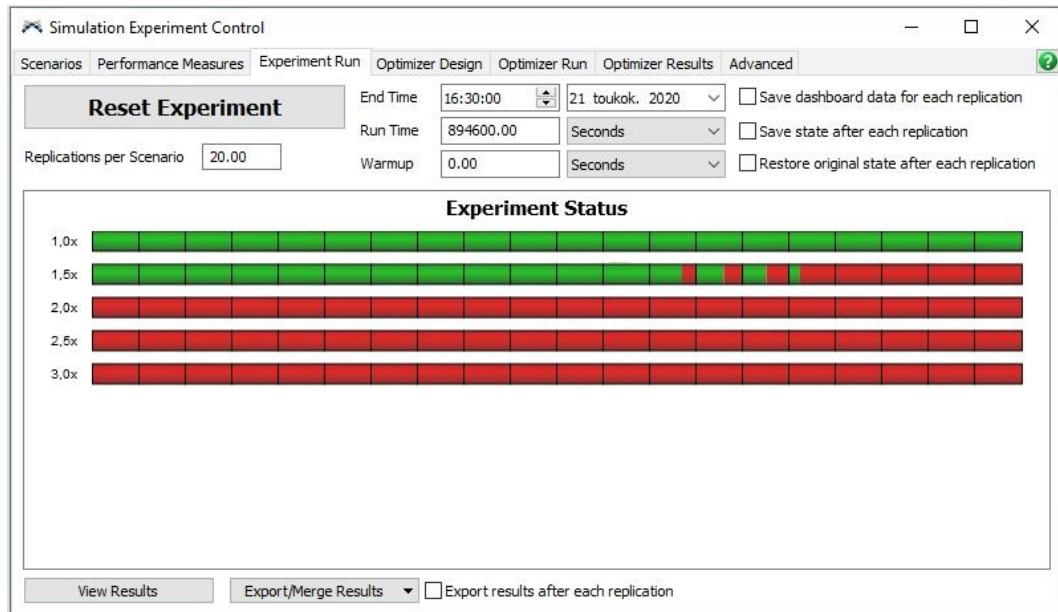 Simulation Experiment Control
Scenarios Performance Measures Experiment Run Optimizer Design Optimizer Run Optimizer Results Advanced
Reset Experiment
End Time 16:30:00 21 toukok. 2020 Save dashboard data for each replication
Run Time 894600.00 Seconds Save state after each replication
Replications per Scenario 20.00
Warmup 0.00 Seconds Restore original state after each replication
Experiment Status
1,0x
1,5x
2,0x
2,5x
3,0x
View Results Export/Merge Results Export results after each replication